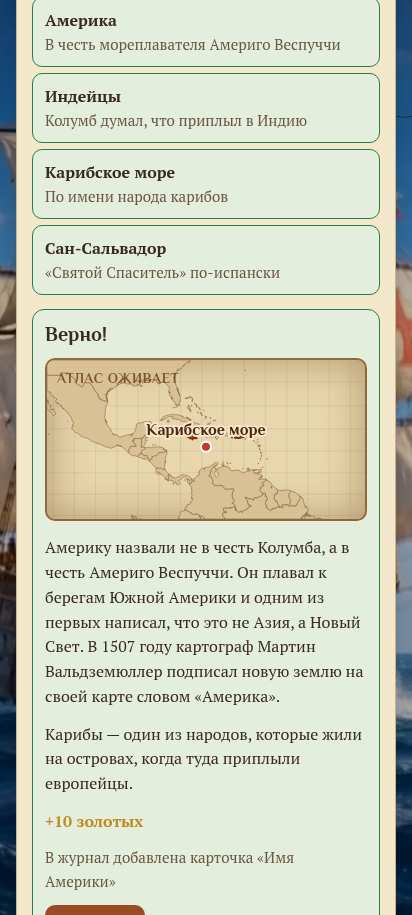 Америка
В честь мореплавателя Америго Веспуччи
Индейцы
Колумб думал, что приплыл в Индию
Карибское море
По имени народа карибов
Сан-Сальвадор
«Святой Спаситель» по-испански
Верно!
АТЛАС ОЖИВАЕТ
Карибское море
Америку назвали не в честь Колумба, а в
честь Америго Веспуччи. Он плавал к
берегам Южной Америки и одним из
первых написал, что это не Азия, а Новый
Свет. В 1507 году картограф Мартин
Вальдземюллер подписал новую землю на
своей карте словом «Америка».
Карибы — один из народов, которые жили
на островах, когда туда приплыли
европейцы.
+10 золотых
В журнал добавлена карточка «Имя
Америки»